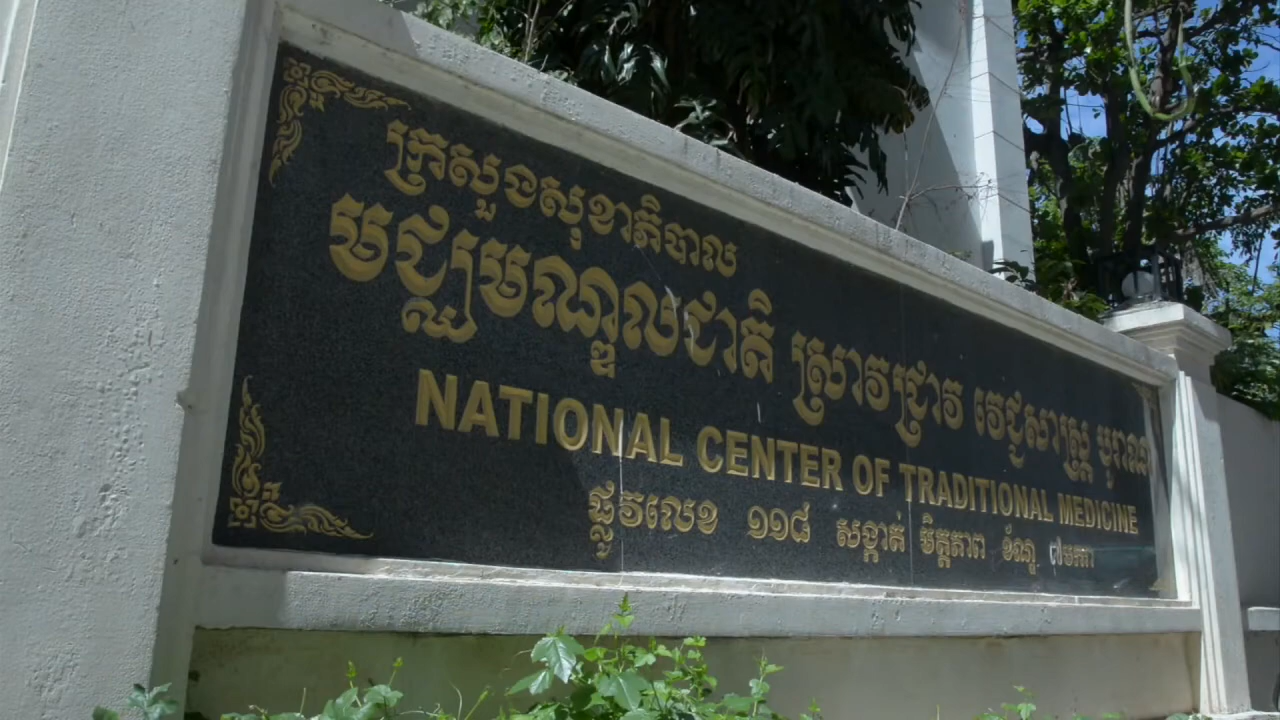 ក្រសួងសុខាភិបាល
មជ្ឈមណ្ឌលជាតិ ស្រាវជ្រាវ វេជ្ជសាស្ត្រ បុរាណ
NATIONAL CENTER OF TRADITIONAL MEDICINE
ផ្លូវលេខ ១១៨ សង្កាត់ មិត្តភាព ខ័ណ្ឌ ៧មករា